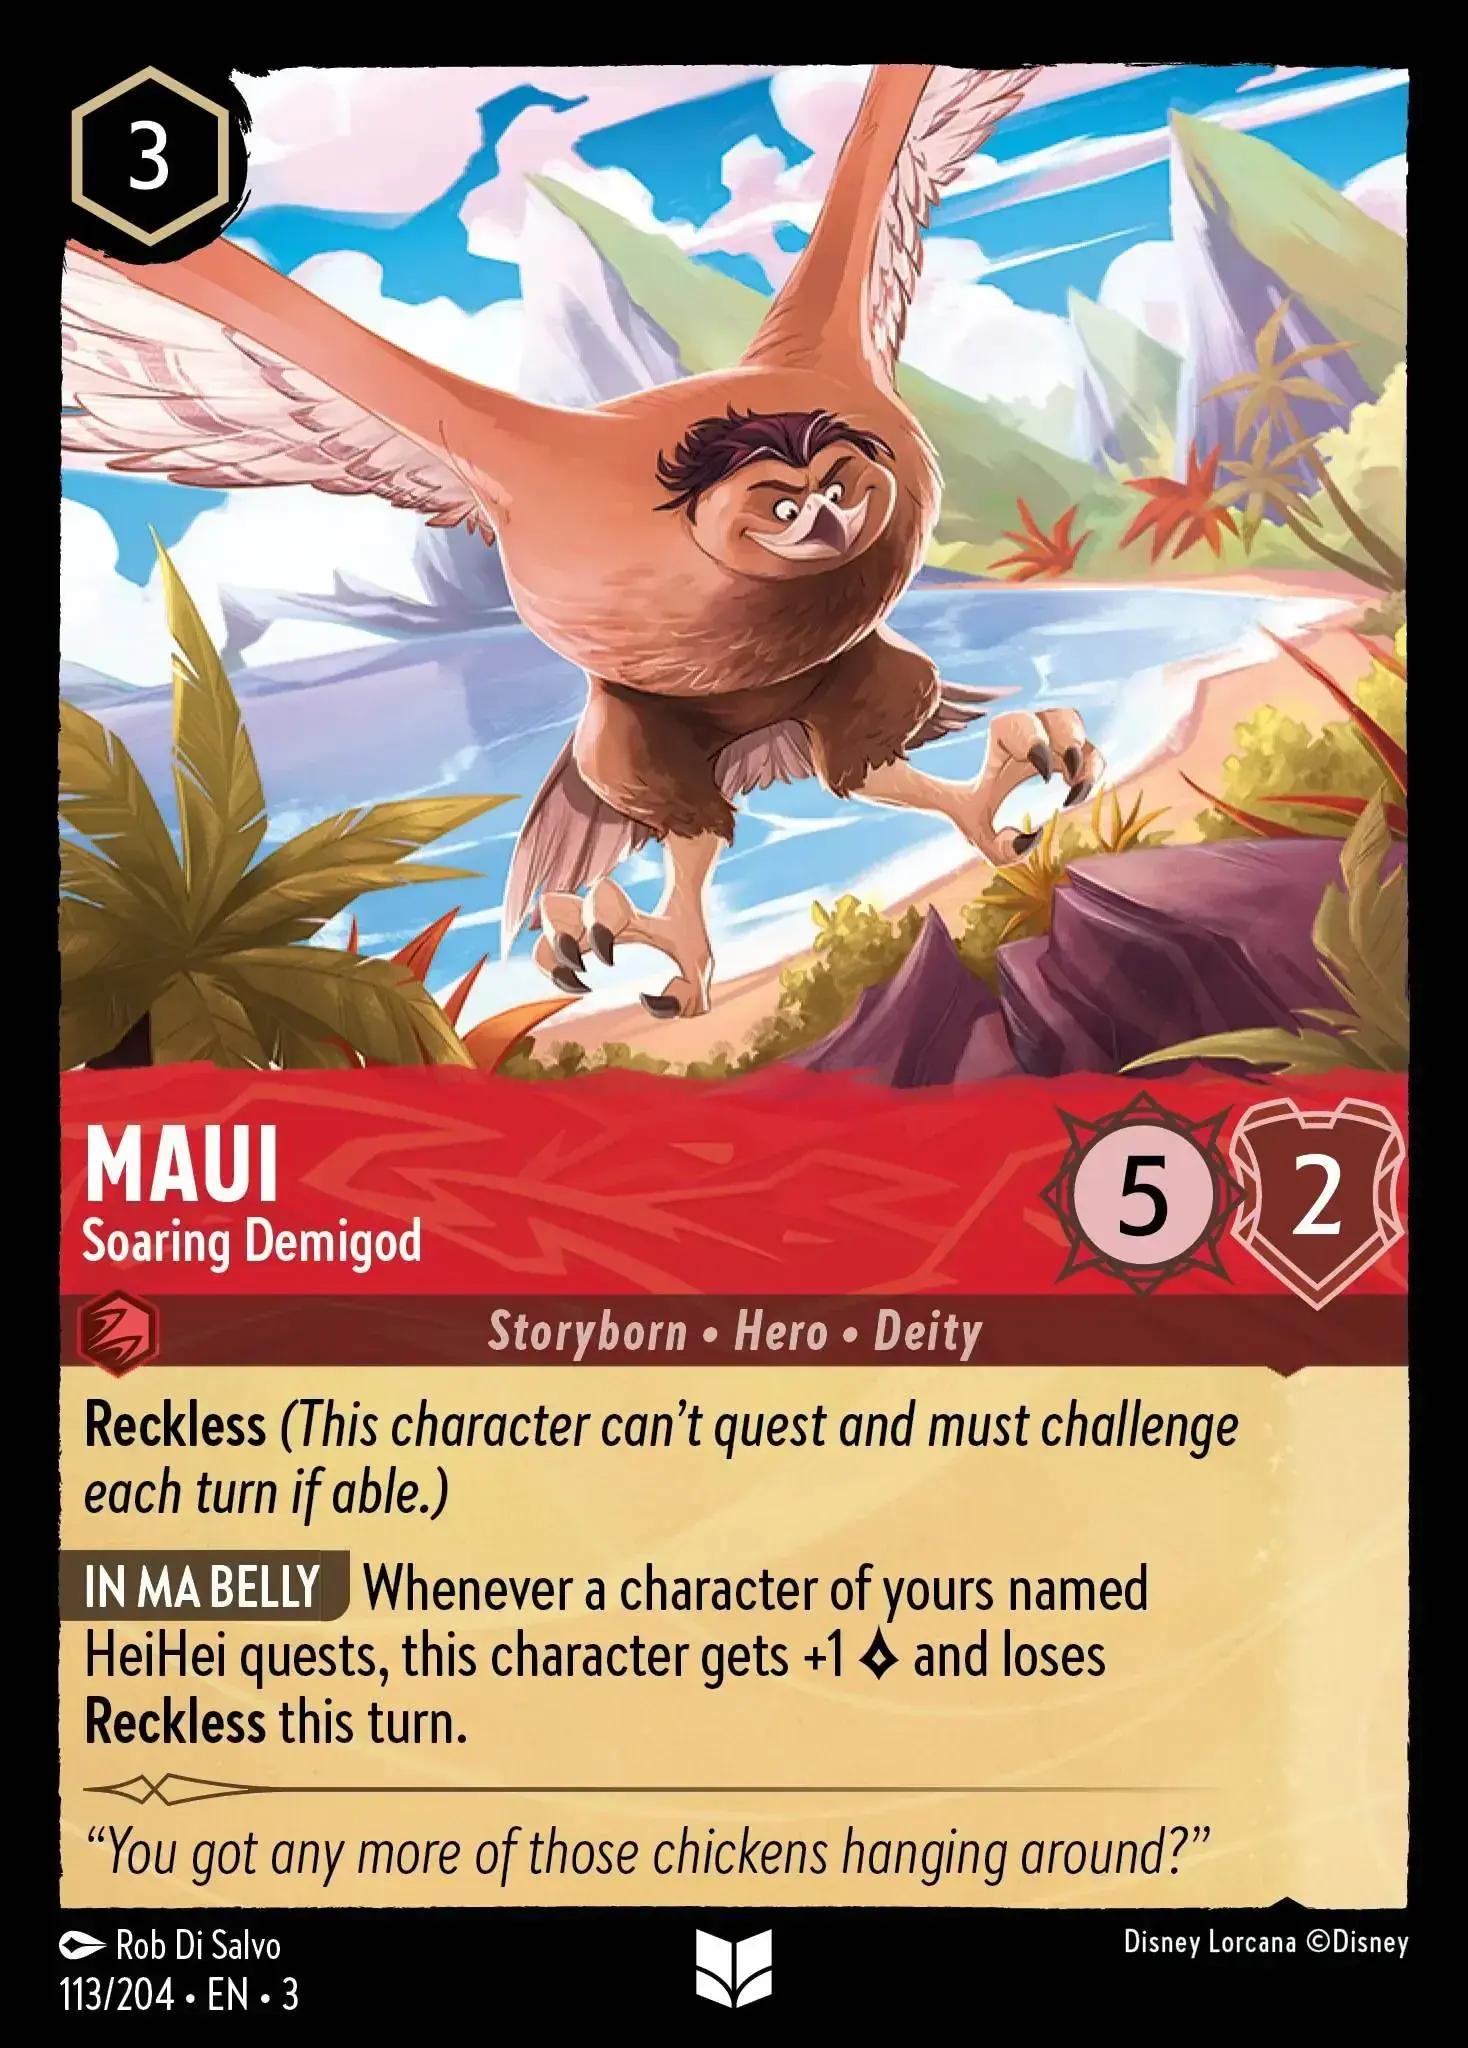 3
MAUI
Soaring Demigod
5
2
Storyborn • Hero • Deity
Reckless (This character can’t quest and must challenge
each turn if able.)
IN MA BELLY Whenever a character of yours named
HeiHei quests, this character gets +1 and loses
Reckless this turn.
“You got any more of those chickens hanging around?”
Rob Di Salvo
113/204 • EN • 3
Disney Lorcana ©Disney